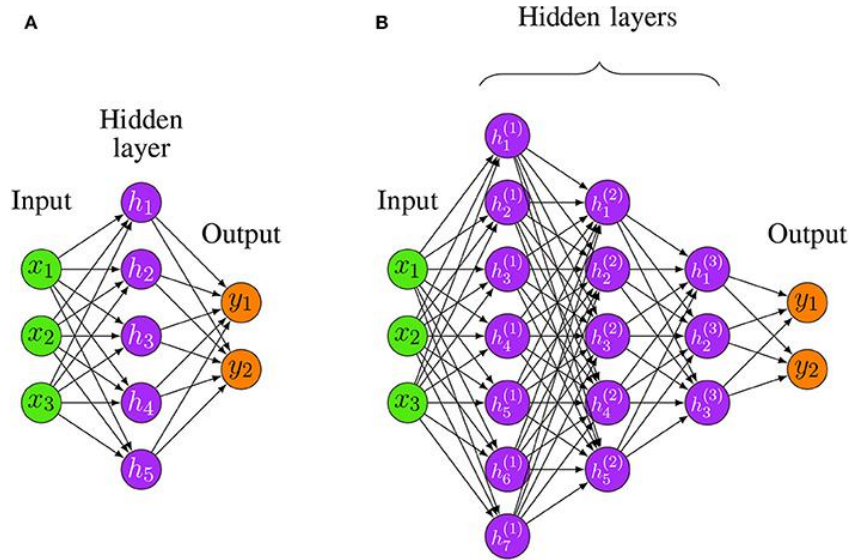 A
Hidden
layer
Input
Output
x₁
x₂
x₃
h₁
h₂
h₃
h₄
h₅
y₁
y₂
B
Hidden layers
Input
Output
x₁
x₂
x₃
h₁⁽¹⁾
h₂⁽¹⁾
h₃⁽¹⁾
h₄⁽¹⁾
h₅⁽¹⁾
h₆⁽¹⁾
h₇⁽¹⁾
h₁⁽²⁾
h₂⁽²⁾
h₃⁽²⁾
h₄⁽²⁾
h₅⁽²⁾
h₁⁽³⁾
h₂⁽³⁾
h₃⁽³⁾
y₁
y₂